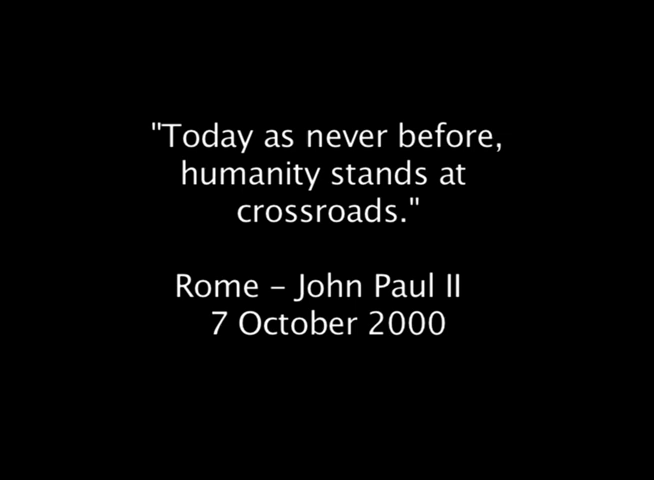 "Today as never before,
humanity stands at
crossroads."
Rome – John Paul II
7 October 2000